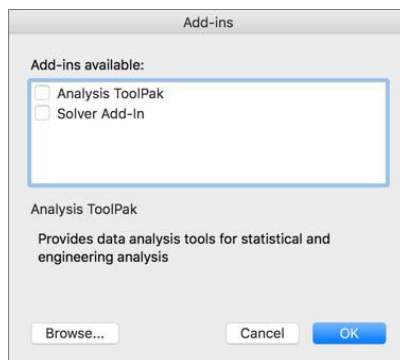 Add-ins
Add-ins available:
Analysis ToolPak
Solver Add-In
Analysis ToolPak
Provides data analysis tools for statistical and
engineering analysis
Browse... Cancel OK